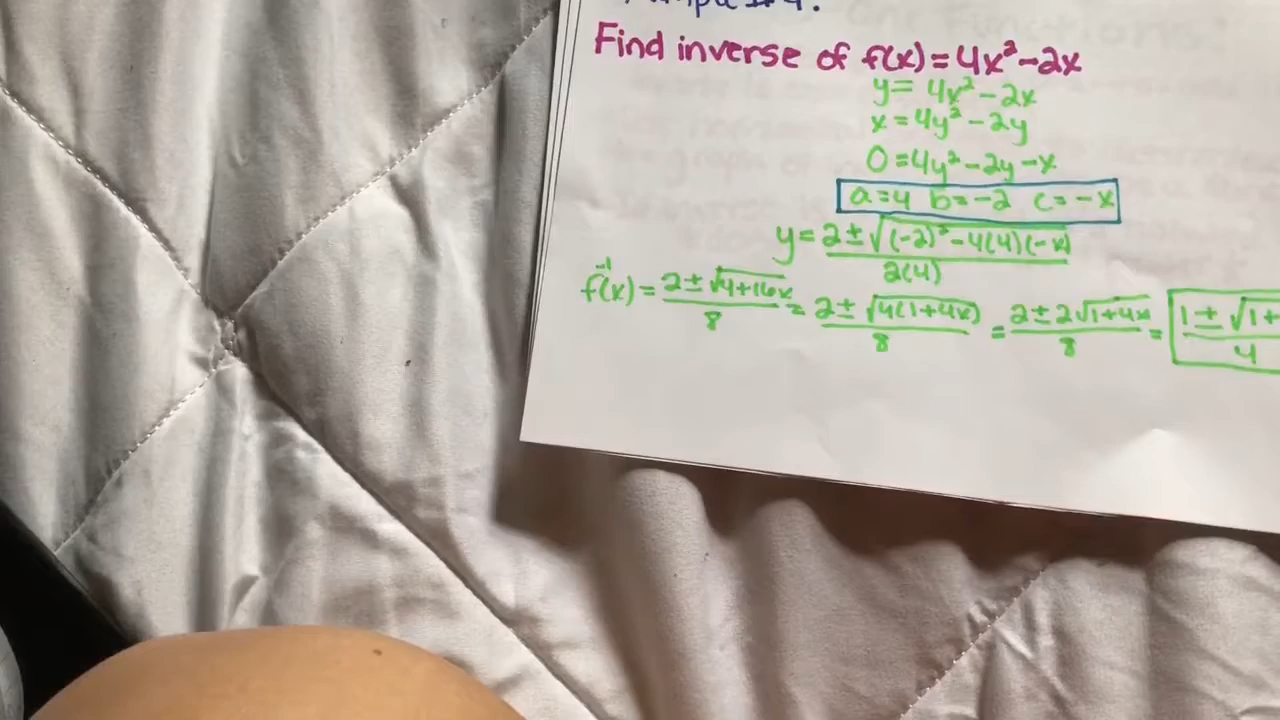 Find inverse of f(x) = 4x² - 2x
y = 4x² - 2x
x = 4y² - 2y
0 = 4y² - 2y - x
a = 4 b = -2 c = -x
y = 2 ± √(-2)² - 4(4)(-x) / 2(4)
f⁻¹(x) = 2 ± √4+16x / 8 = 2 ± √4(1+4x) / 8 = 2 ± 2√1+4x / 8 = 1 ± √1+ / 4